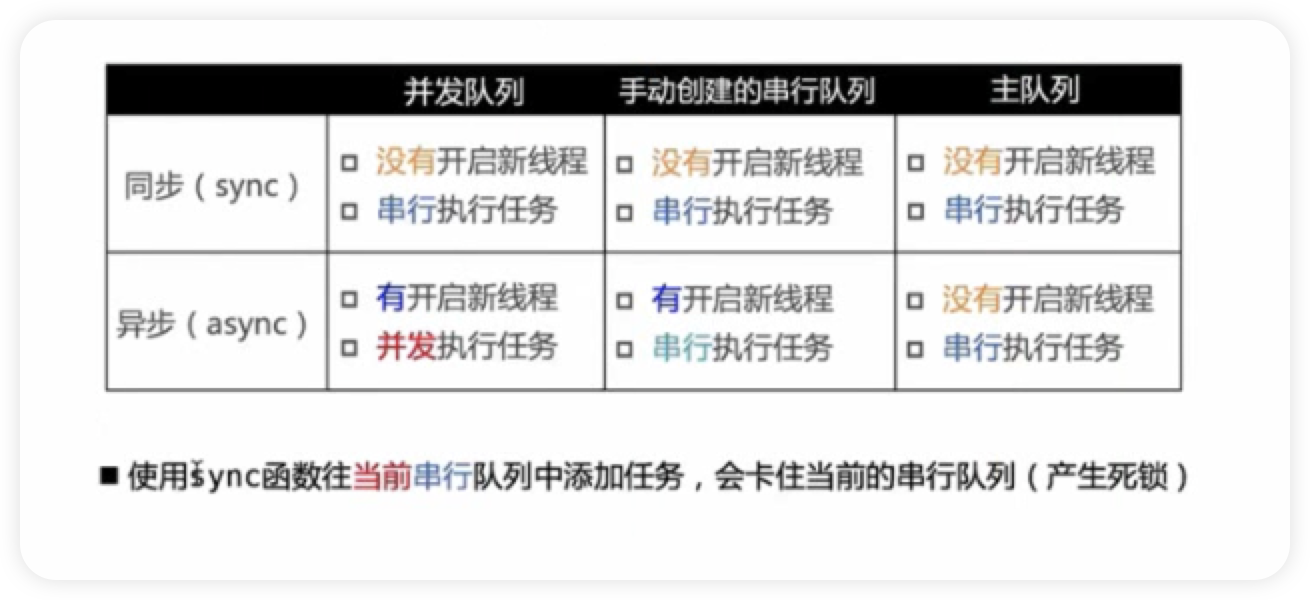 并发队列 手动创建的串行队列 主队列
同步（sync） 没有开启新线程 没有开启新线程 没有开启新线程
串行执行任务 串行执行任务 串行执行任务
异步（async） 有开启新线程 有开启新线程 没有开启新线程
并发执行任务 串行执行任务 串行执行任务
使用sync函数往当前串行队列中添加任务，会卡住当前的串行队列（产生死锁）